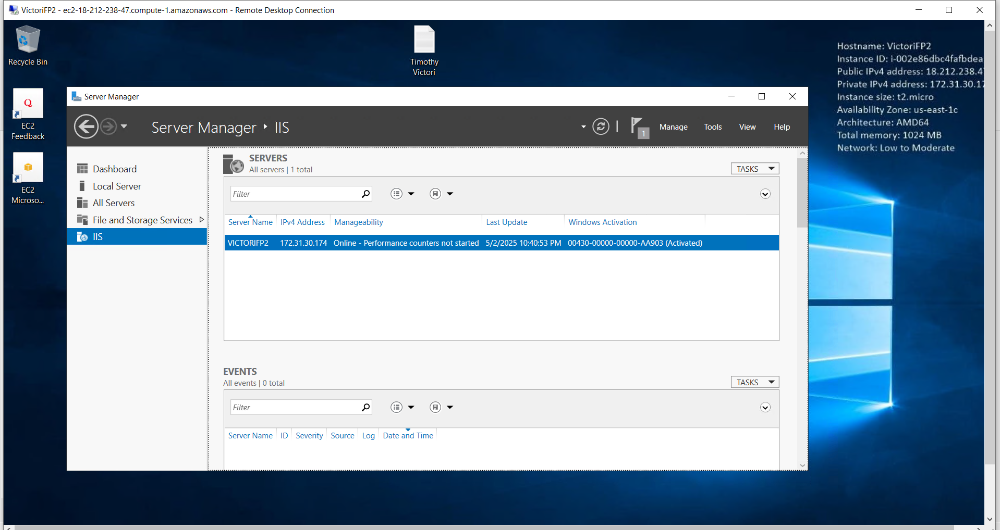 VictoriFP2 - ec2-18-212-238-47.compute-1.amazonaws.com - Remote Desktop Connection
Recycle Bin
Timothy
Victori
Hostname: VictoriFP2
Instance ID: i-002e86dbc4fafbdea
Public IPv4 address: 18.212.238.4
Private IPv4 address: 172.31.30.17
Instance size: t2.micro
Availability Zone: us-east-1c
Architecture: AMD64
Total memory: 1024 MB
Network: Low to Moderate
Q
EC2
Feedback
EC2
Microso...
Server Manager
Server Manager IIS
1
Manage Tools View Help
Dashboard
Local Server
All Servers
File and Storage Services
IIS
SERVERS
All servers | 1 total
TASKS
Filter
Server Name IPv4 Address Manageability Last Update Windows Activation
VICTORIFP2 172.31.30.174 Online - Performance counters not started 5/2/2025 10:40:53 PM 00430-00000-00000-AA903 (Activated)
EVENTS
All events | 0 total
TASKS
Filter
Server Name ID Severity Source Log Date and Time